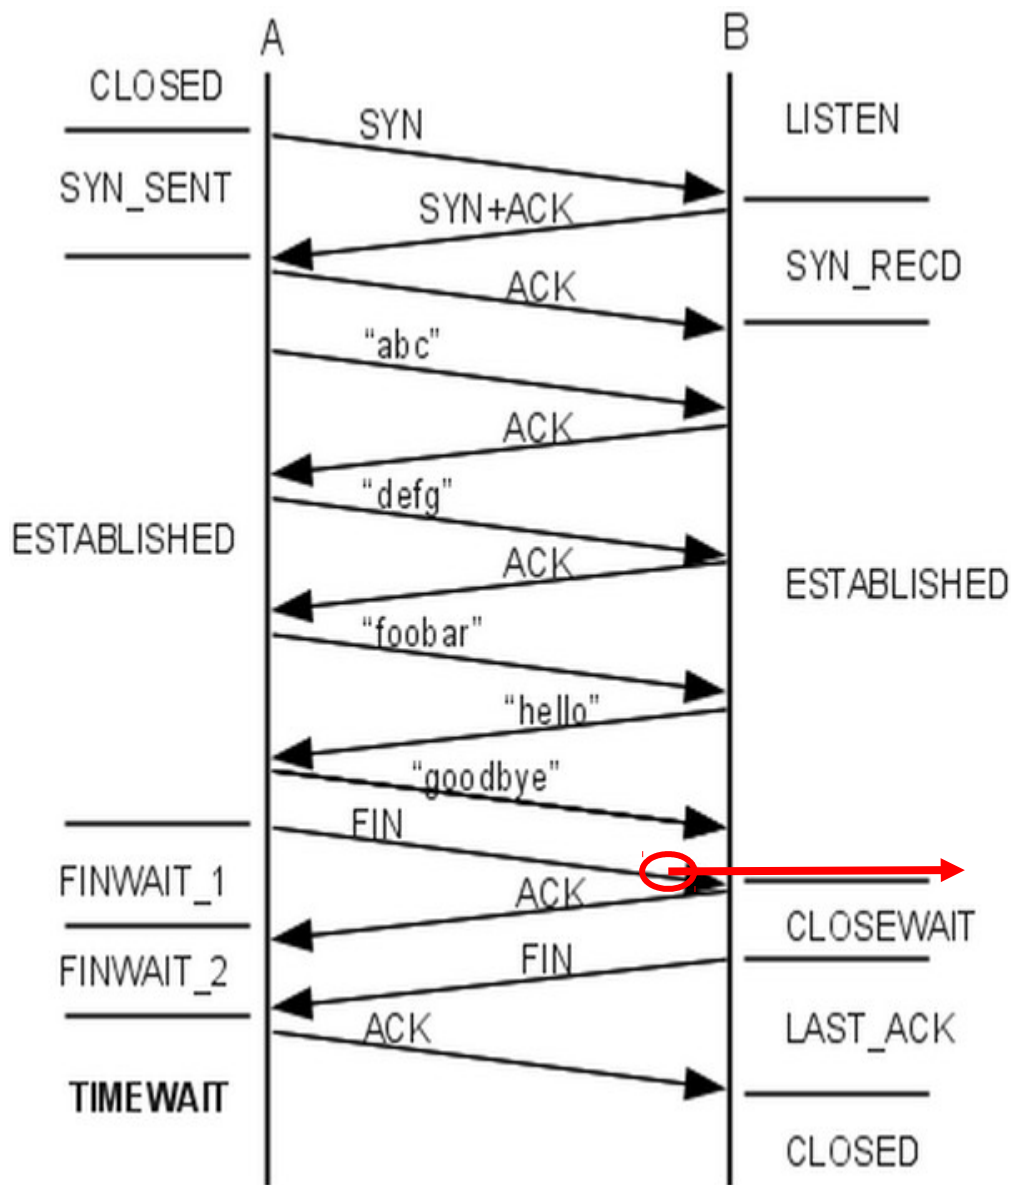 A
B
CLOSED
SYN
LISTEN
SYN_SENT
SYN+ACK
SYN_RECD
ACK
“abc”
ACK
“defg”
ESTABLISHED
ACK
ESTABLISHED
“foobar”
“hello”
“goodbye”
FIN
FINWAIT_1
ACK
CLOSEWAIT
FINWAIT_2
FIN
ACK
LAST_ACK
TIMEWAIT
CLOSED